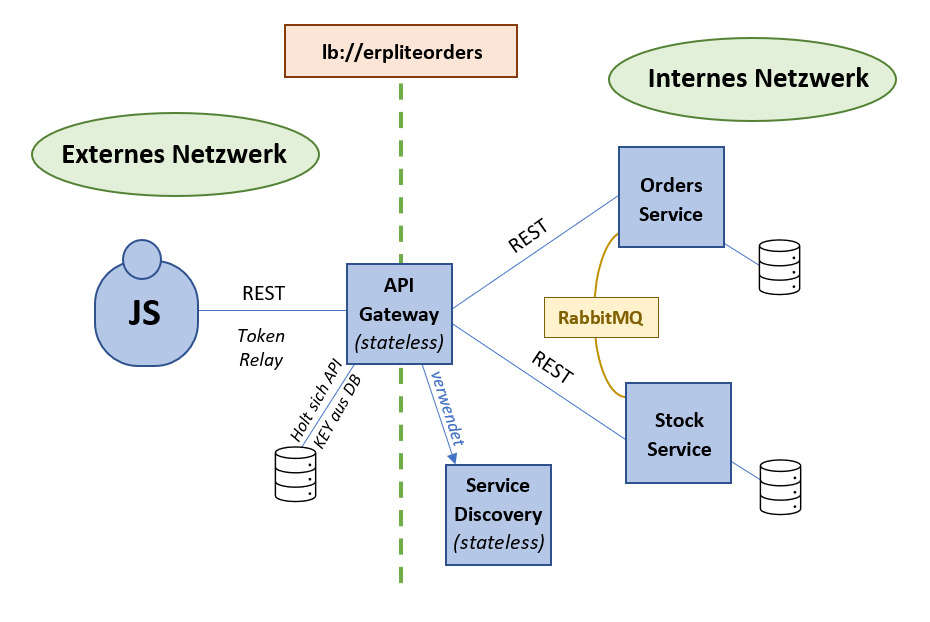 lb://erpliteorders
Internes Netzwerk
Externes Netzwerk
Orders
Service
REST
API
Gateway
(stateless)
JS
REST
Token
Relay
RabbitMQ
REST
Holt sich API
KEY aus DB
verwendet
Stock
Service
Service
Discovery
(stateless)